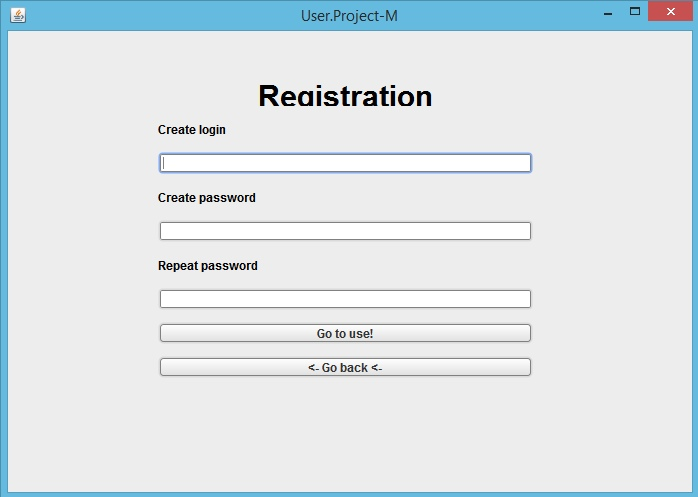 User.Project-M
Registration
Create login
Create password
Repeat password
Go to use!
<- Go back <-